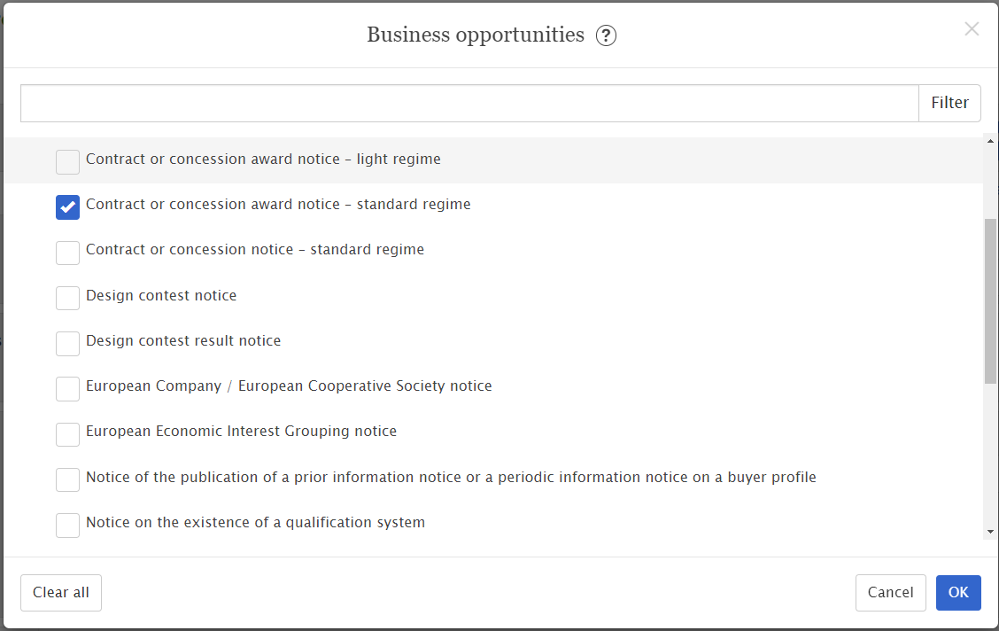 Business opportunities ?
Filter
Contract or concession award notice – light regime
Contract or concession award notice – standard regime
Contract or concession notice – standard regime
Design contest notice
Design contest result notice
European Company / European Cooperative Society notice
European Economic Interest Grouping notice
Notice of the publication of a prior information notice or a periodic information notice on a buyer profile
Notice on the existence of a qualification system
Clear all
Cancel
OK